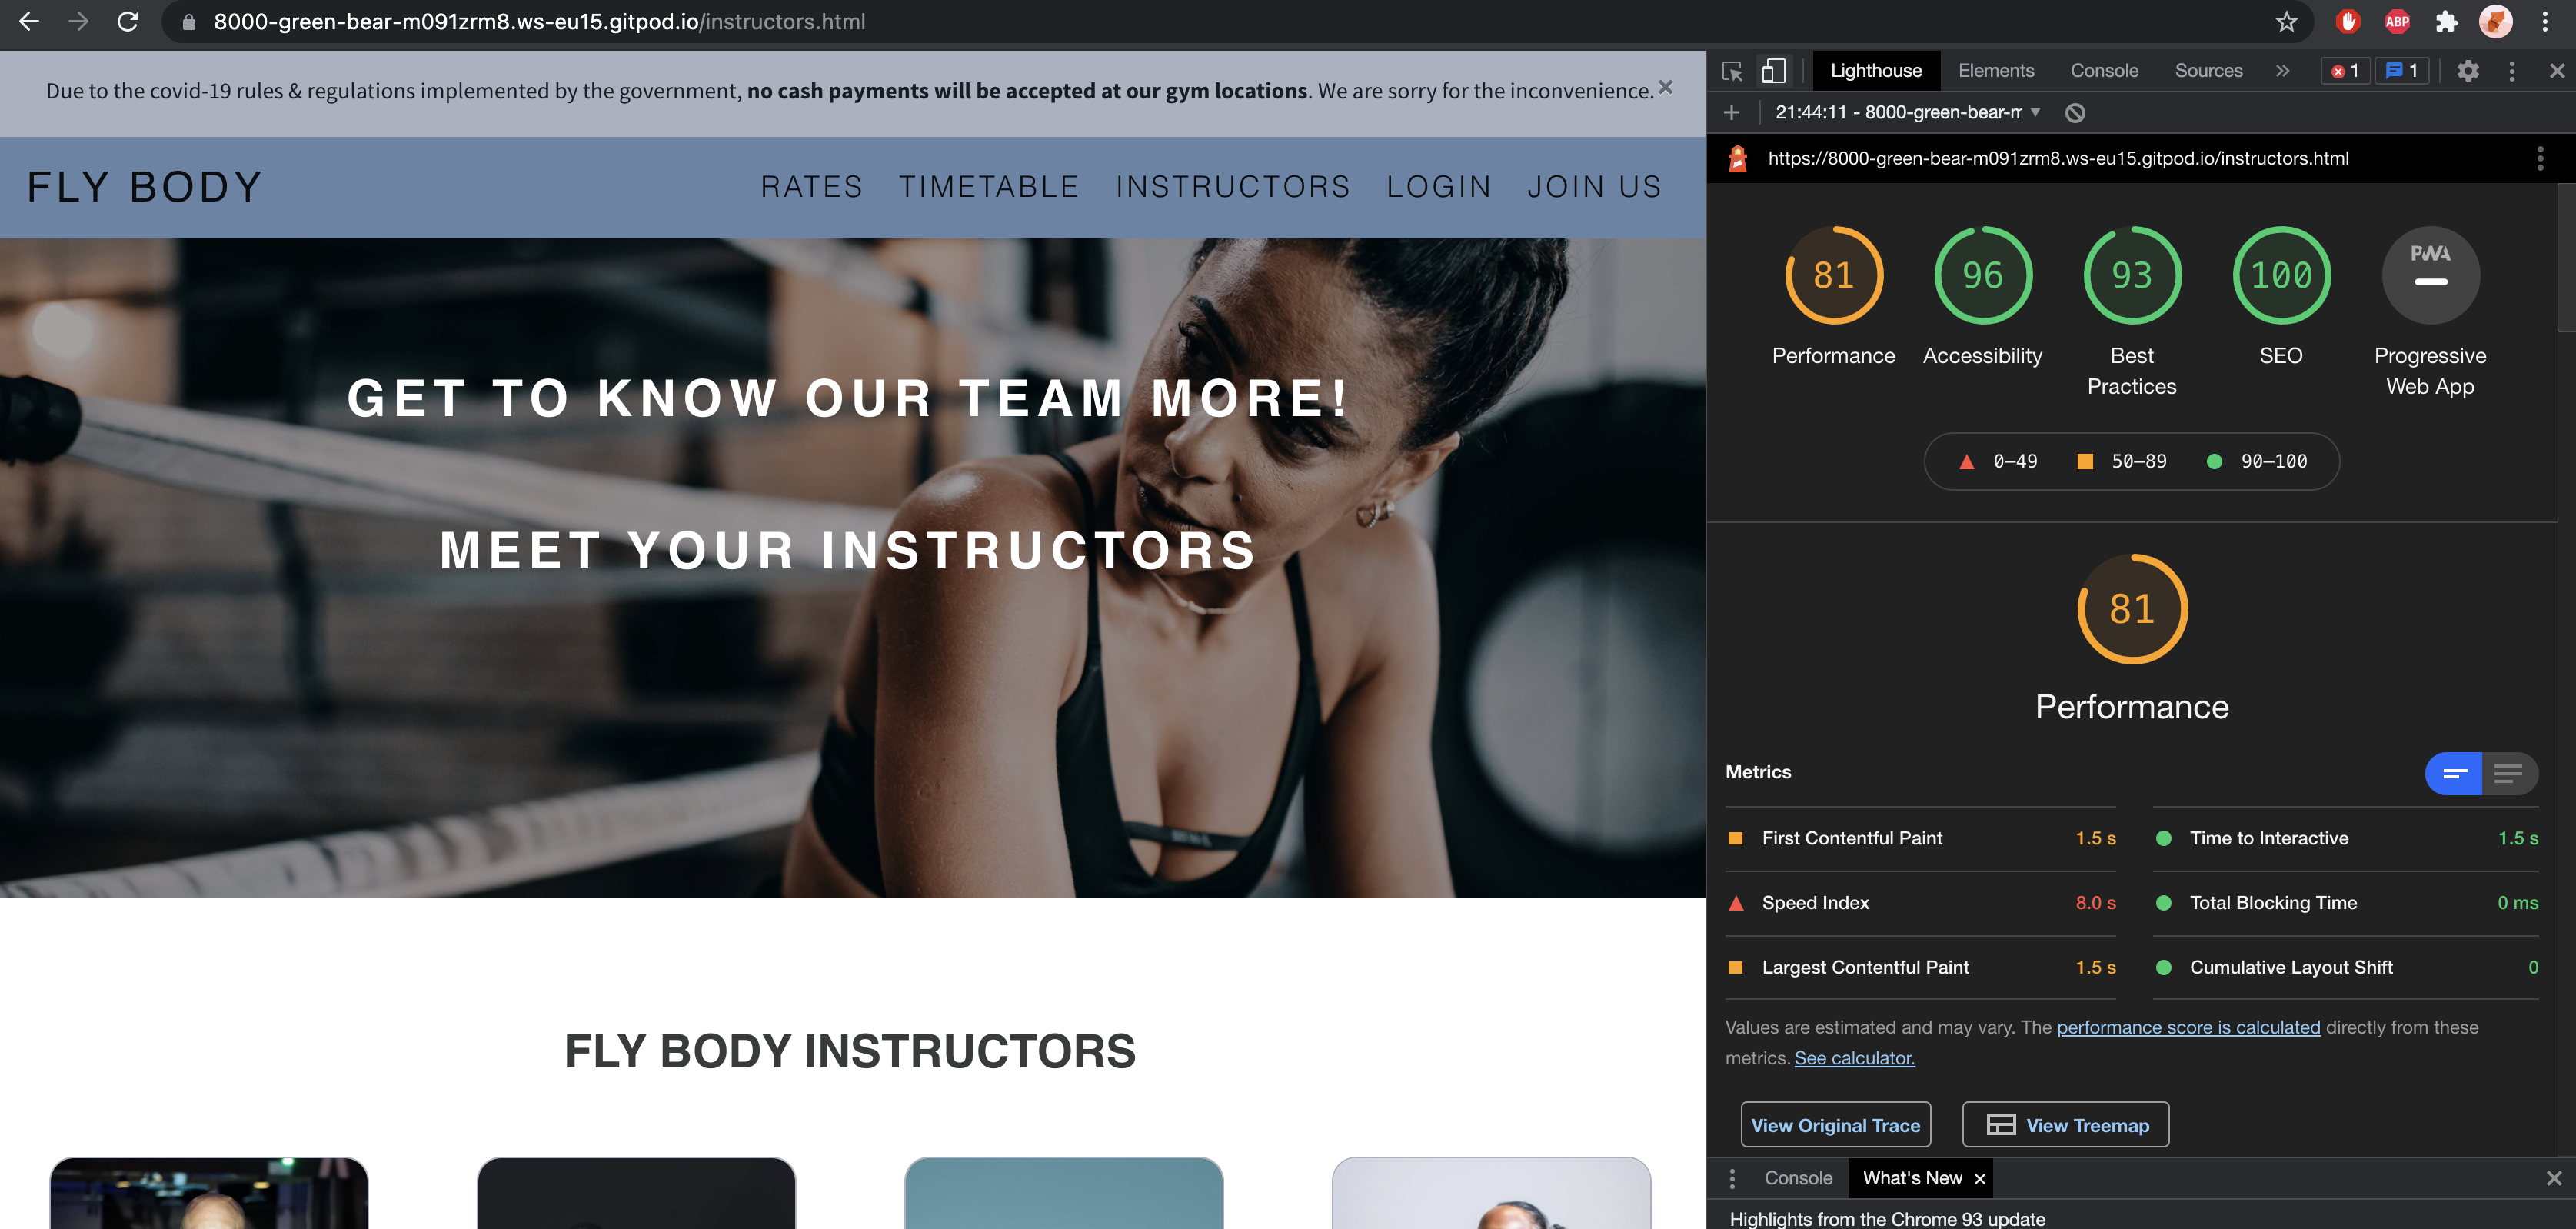 8000-green-bear-m091zrm8.ws-eu15.gitpod.io/instructors.html
ABP
Due to the covid-19 rules & regulations implemented by the government, no cash payments will be accepted at our gym locations. We are sorry for the inconvenience. ×
FLY BODY
RATES TIMETABLE INSTRUCTORS LOGIN JOIN US
GET TO KNOW OUR TEAM MORE!
MEET YOUR INSTRUCTORS
FLY BODY INSTRUCTORS
Lighthouse Elements Console Sources » 1 1
21:44:11 - 8000-green-bear-m
https://8000-green-bear-m091zrm8.ws-eu15.gitpod.io/instructors.html
81 96 93 100 PWA
Performance Accessibility Best Practices SEO Progressive Web App
0–49 50–89 90–100
81
Performance
Metrics
First Contentful Paint 1.5 s
Time to Interactive 1.5 s
Speed Index 8.0 s
Total Blocking Time 0 ms
Largest Contentful Paint 1.5 s
Cumulative Layout Shift 0
Values are estimated and may vary. The performance score is calculated directly from these
metrics. See calculator.
View Original Trace View Treemap
Console What's New ×
Highlights from the Chrome 93 update